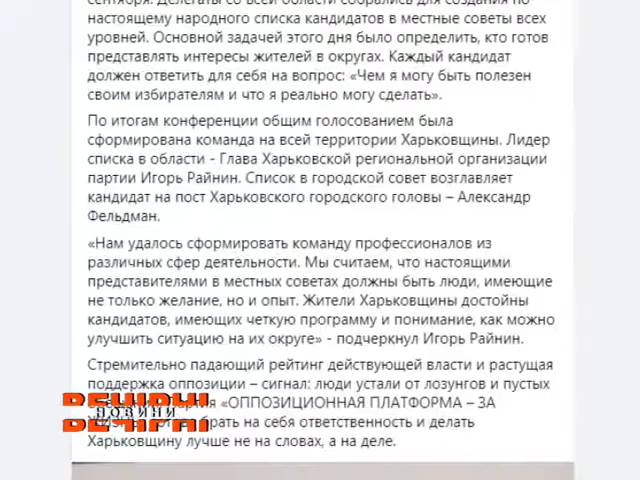 сентября. Делегаты со всей области собрались для создания по-
настоящему народного списка кандидатов в местные советы всех
уровней. Основной задачей этого дня было определить, кто готов
представлять интересы жителей в округах. Каждый кандидат
должен ответить для себя на вопрос: «Чем я могу быть полезен
своим избирателям и что я реально могу сделать».
По итогам конференции общим голосованием была
сформирована команда на всей территории Харьковщины. Лидер
списка в области - Глава Харьковской региональной организации
партии Игорь Райнин. Список в городской совет возглавляет
кандидат на пост Харьковского городского головы – Александр
Фельдман.
«Нам удалось сформировать команду профессионалов из
различных сфер деятельности. Мы считаем, что настоящими
представителями в местных советах должны быть люди, имеющие
не только желание, но и опыт. Жители Харьковщины достойны
кандидатов, имеющих четкую программу и понимание, как можно
улучшить ситуацию на их округе» - подчеркнул Игорь Райнин.
Стремительно падающий рейтинг действующей власти и растущая
поддержка оппозиции – сигнал: люди устали от лозунгов и пустых
«ОППОЗИЦИОННАЯ ПЛАТФОРМА – ЗА
брать на себя ответственность и делать
Харьковщину лучше не на словах, а на деле.
новини